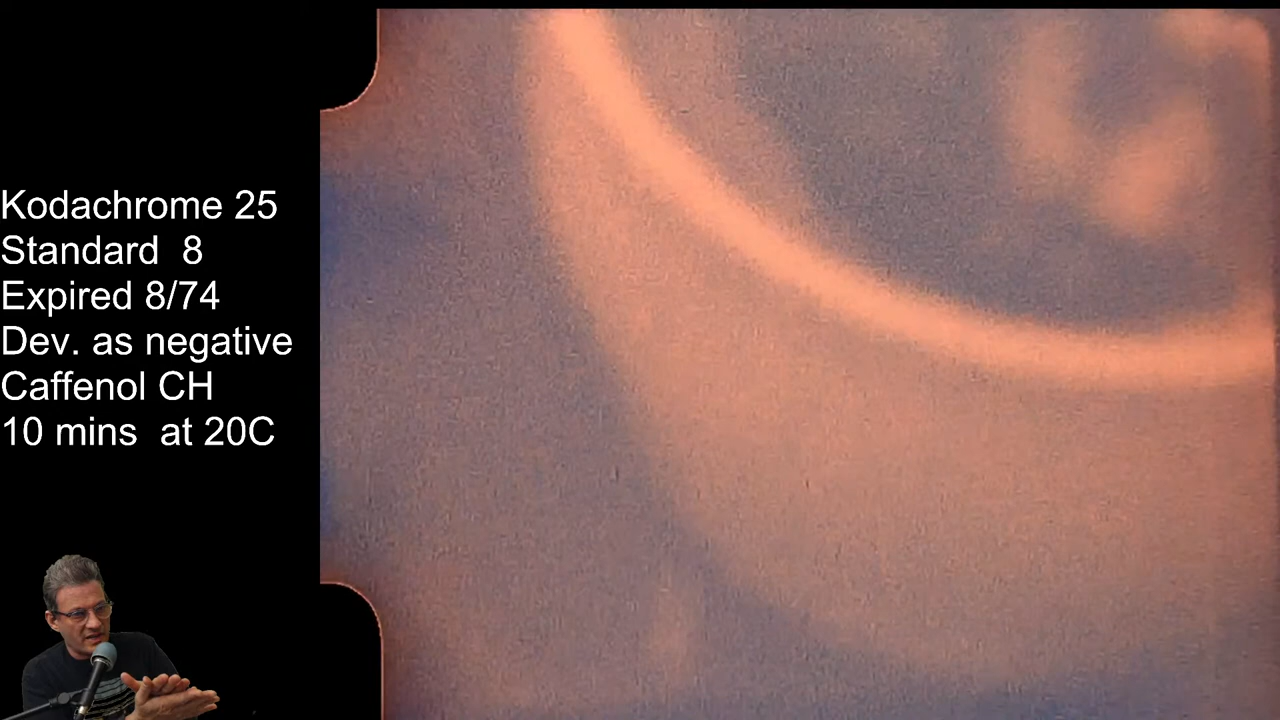 Kodachrome 25
Standard  8
Expired 8/74
Dev. as negative
Caffenol CH
10 mins  at 20C